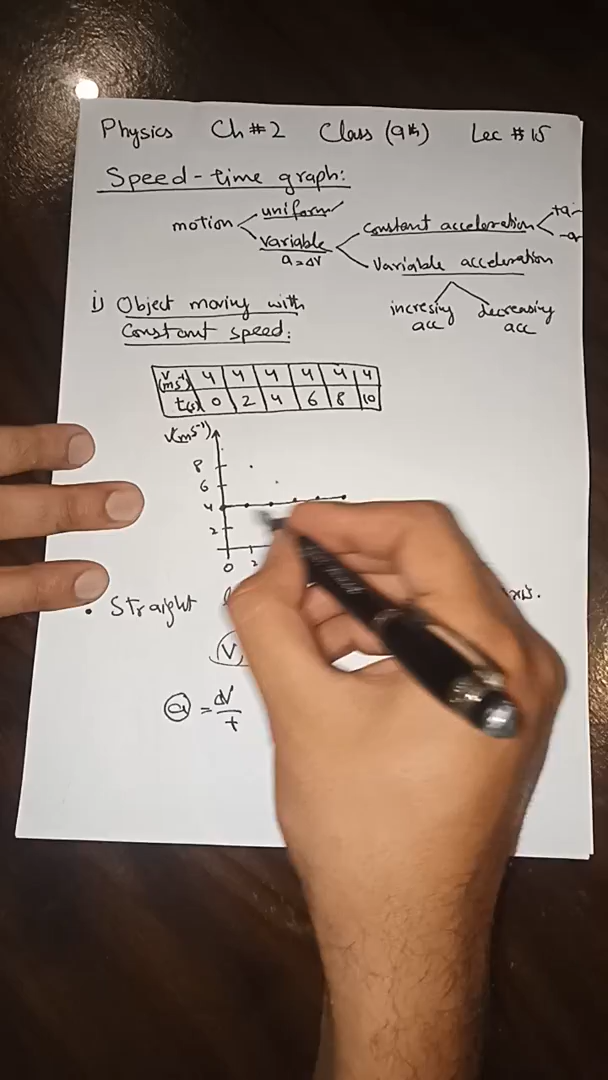 Physics Ch #2 Class (9th) Lec # 15
Speed-time graph:
motion uniform
variable
a=ΔV
Constant acceleration +a -a
Variable acceleration
incresing acc decreasing acc
i) Object moving with
Constant speed:
V (ms⁻¹) 4 4 4 4 4 4
t(s) 0 2 4 6 8 10
V(ms⁻¹)
8
6
4
2
0 2
• Straight
V
a = ΔV/t